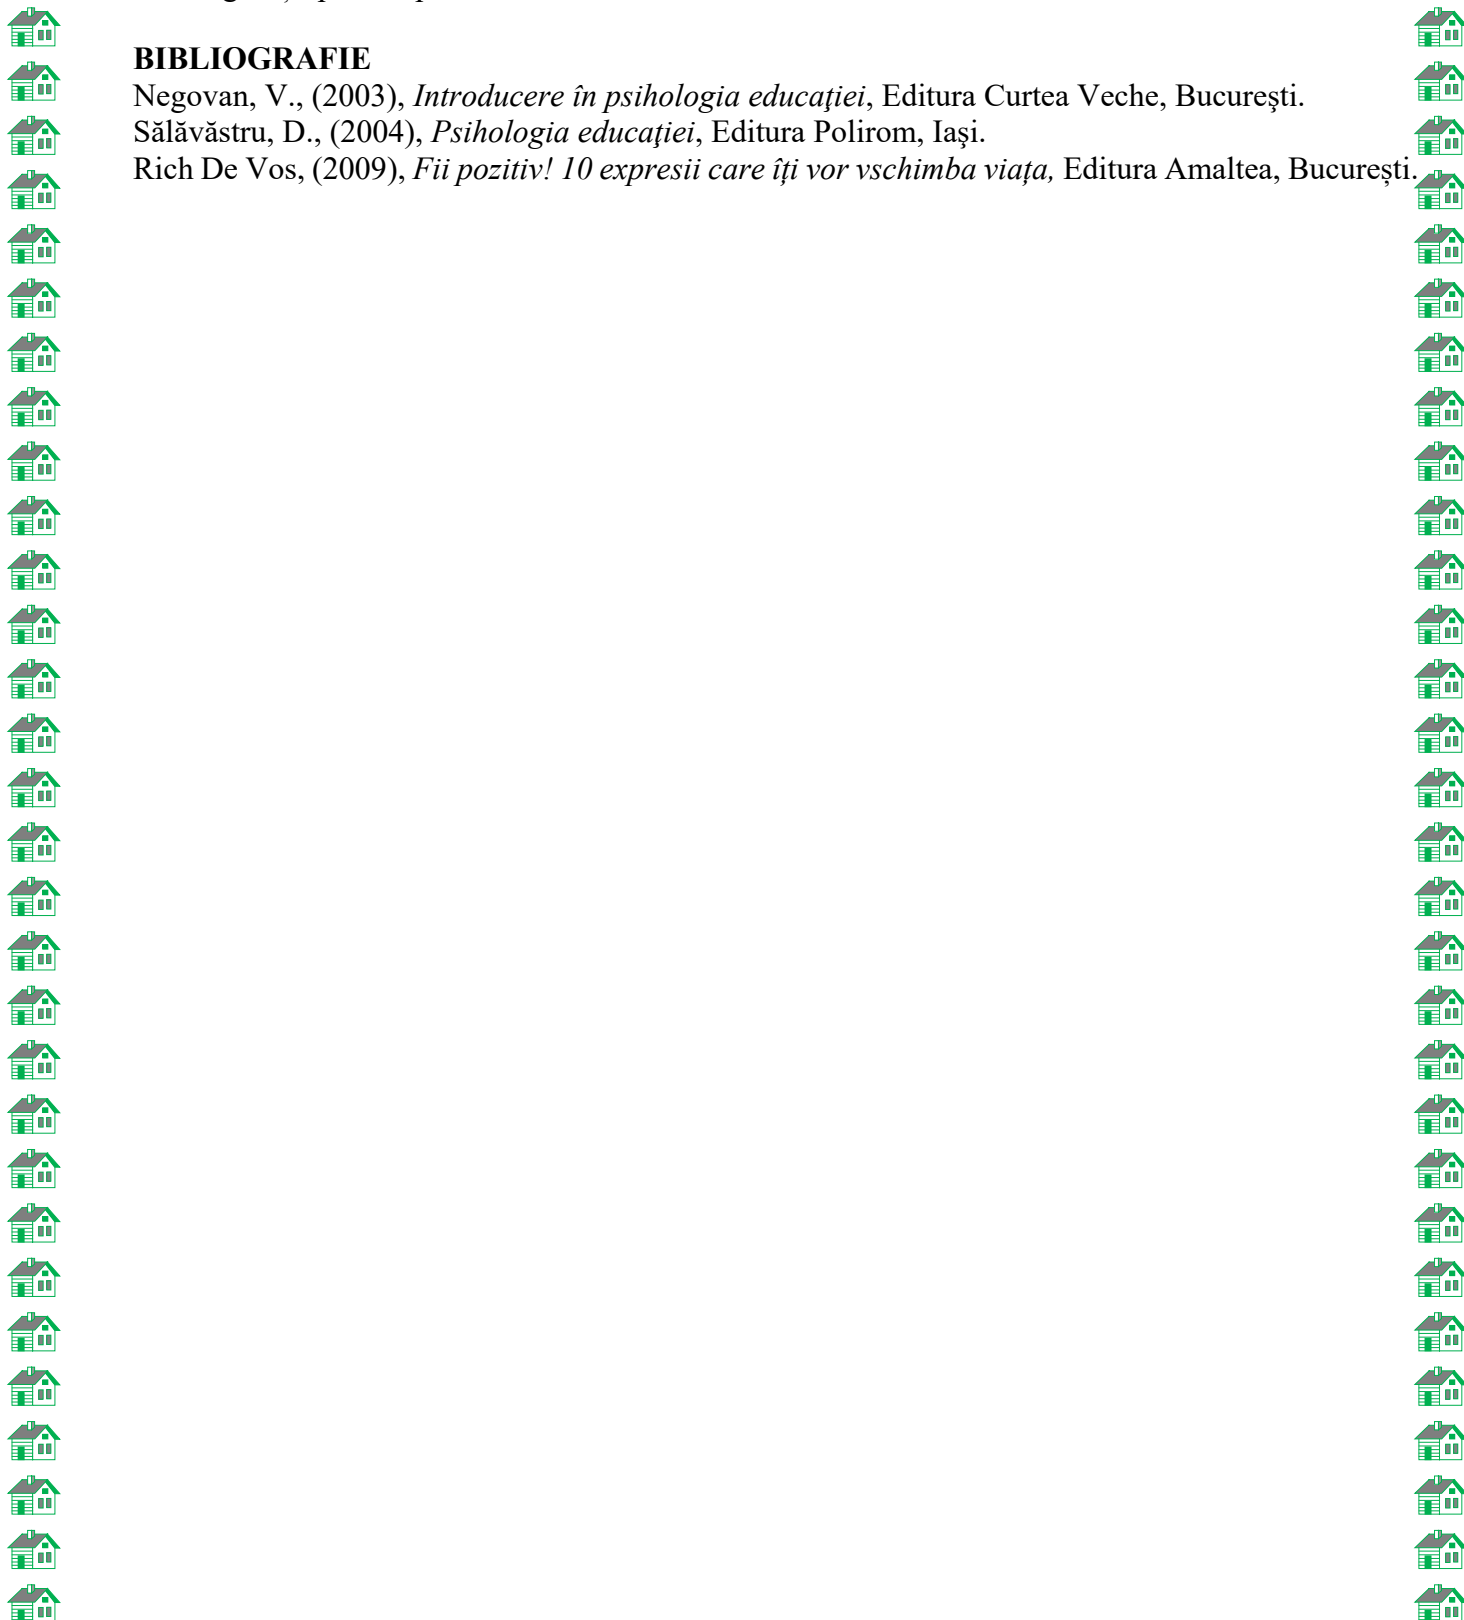 BIBLIOGRAFIE
Negovan, V., (2003), Introducere în psihologia educaţiei, Editura Curtea Veche, Bucureşti.
Sălăvăstru, D., (2004), Psihologia educaţiei, Editura Polirom, Iaşi.
Rich De Vos, (2009), Fii pozitiv! 10 expresii care îți vor vschimba viața, Editura Amaltea, București.